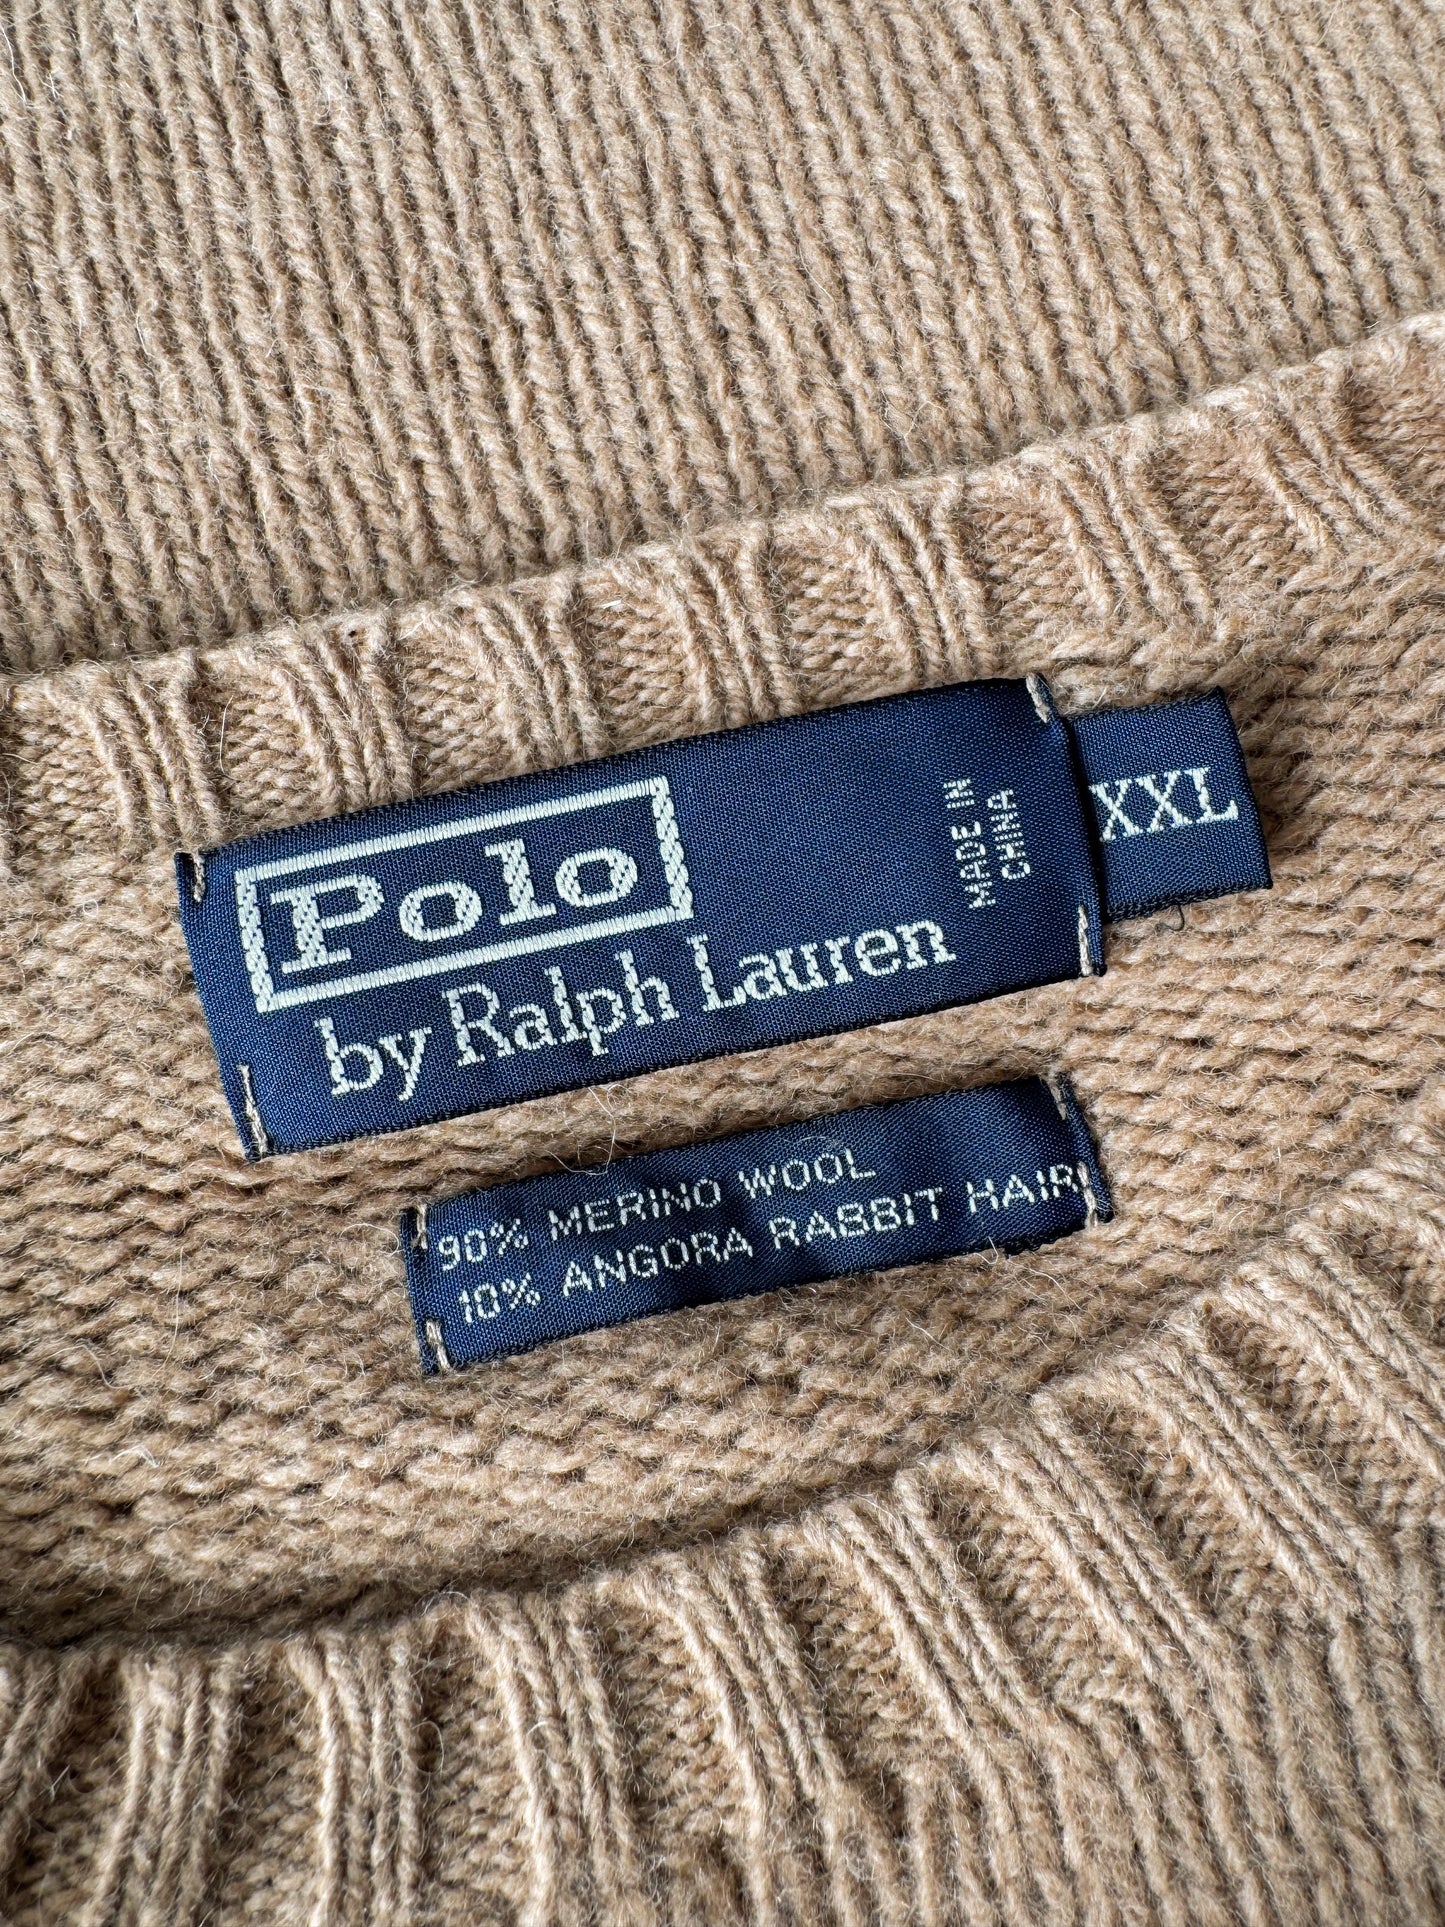 Polo
by Ralph Lauren
MADE IN
CHINA
XXL
90% MERINO WOOL
10% ANGORA RABBIT HAIR